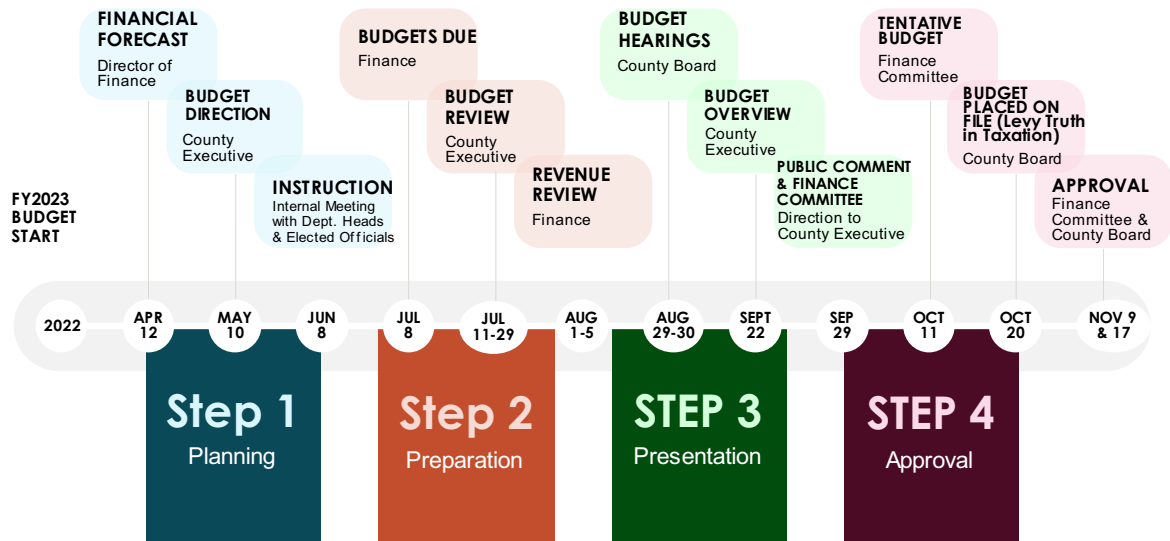 FINANCIAL
FORECAST
Director of
Finance
BUDGET
DIRECTION
County
Executive
INSTRUCTION
Internal Meeting
with Dept. Heads
& Elected Officials
BUDGETS DUE
Finance
BUDGET
REVIEW
County
Executive
REVENUE
REVIEW
Finance
BUDGET
HEARINGS
County Board
BUDGET
OVERVIEW
County
Executive
PUBLIC COMMENT
& FINANCE
COMMITTEE
Direction to
County Executive
TENTATIVE
BUDGET
Finance
Committee
BUDGET
PLACED ON
FILE (Levy Truth
in Taxation)
County Board
APPROVAL
Finance
Committee &
County Board
FY2023
BUDGET
START
2022
APR
12
MAY
10
JUN
8
JUL
8
JUL
11-29
AUG
1-5
AUG
29-30
SEPT
22
SEP
29
OCT
11
OCT
20
NOV 9
& 17
Step 1
Planning
Step 2
Preparation
STEP 3
Presentation
STEP 4
Approval